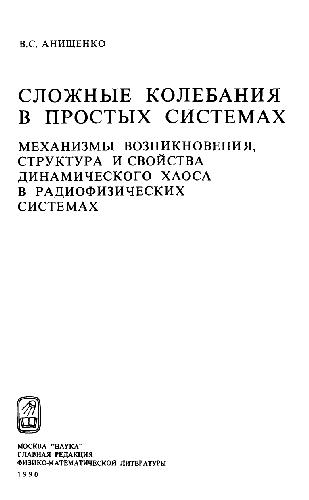 В.С. АНИЩЕНКО
СЛОЖНЫЕ КОЛЕБАНИЯ
В ПРОСТЫХ СИСТЕМАХ
МЕХАНИЗМЫ ВОЗНИКНОВЕНИЯ,
СТРУКТУРА И СВОЙСТВА
ДИНАМИЧЕСКОГО ХАОСА
В РАДИОФИЗИЧЕСКИХ
СИСТЕМАХ
МОСКВА "НАУКА"
ГЛАВНАЯ РЕДАКЦИЯ
ФИЗИКО-МАТЕМАТИЧЕСКОЙ ЛИТЕРАТУРЫ
1990